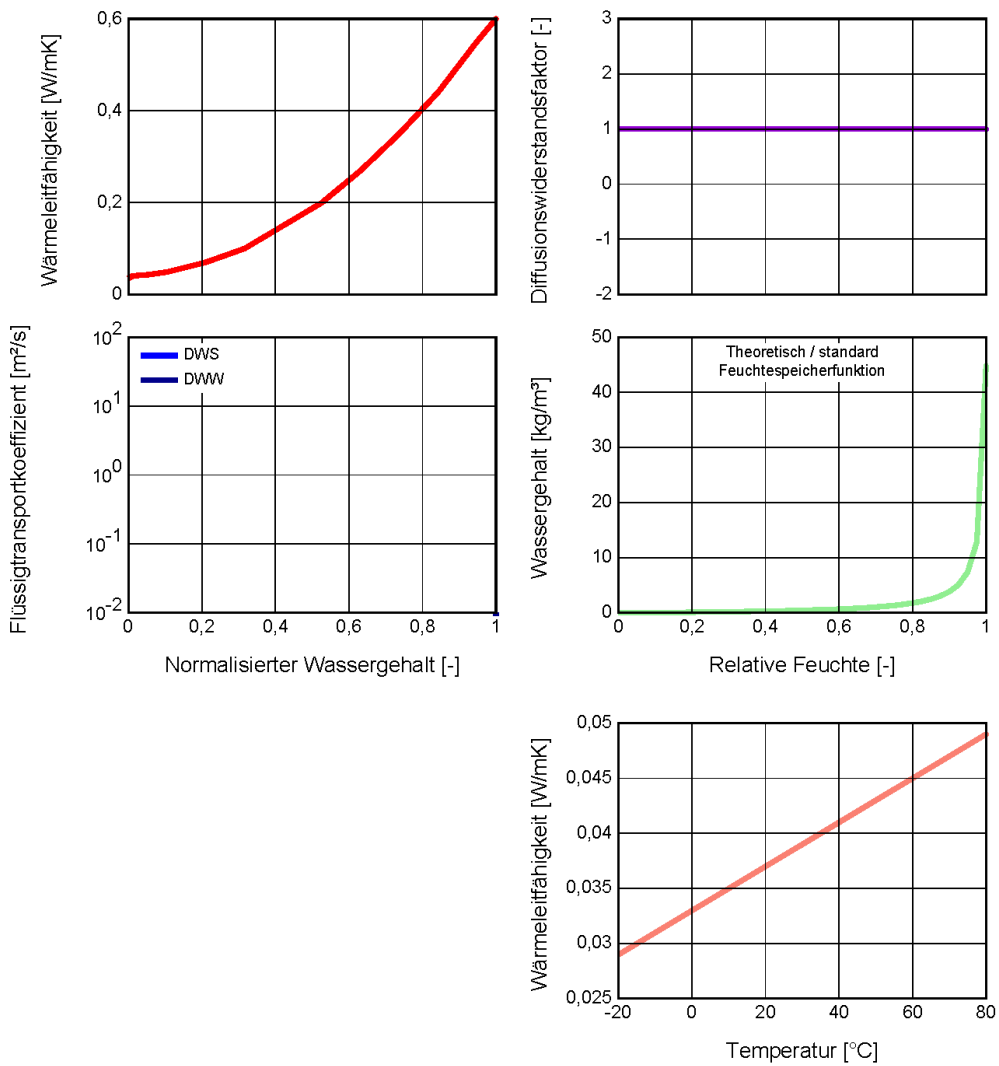 Wärmeleitfähigkeit [W/mK]
0,6
0,4
0,2
0
Diffusionswiderstandsfaktor [-]
3
2
1
0
-1
-2
Flüssigtransportkoeffizient [m²/s]
10²
10¹
10⁰
10⁻¹
10⁻²
DWS
DWW
0 0,2 0,4 0,6 0,8 1
Normalisierter Wassergehalt [-]
Wassergehalt [kg/m³]
50
40
30
20
10
0
Theoretisch / standard
Feuchtespeicherfunktion
0 0,2 0,4 0,6 0,8 1
Relative Feuchte [-]
Wärmeleitfähigkeit [W/mK]
0,05
0,045
0,04
0,035
0,03
0,025
-20 0 20 40 60 80
Temperatur [°C]